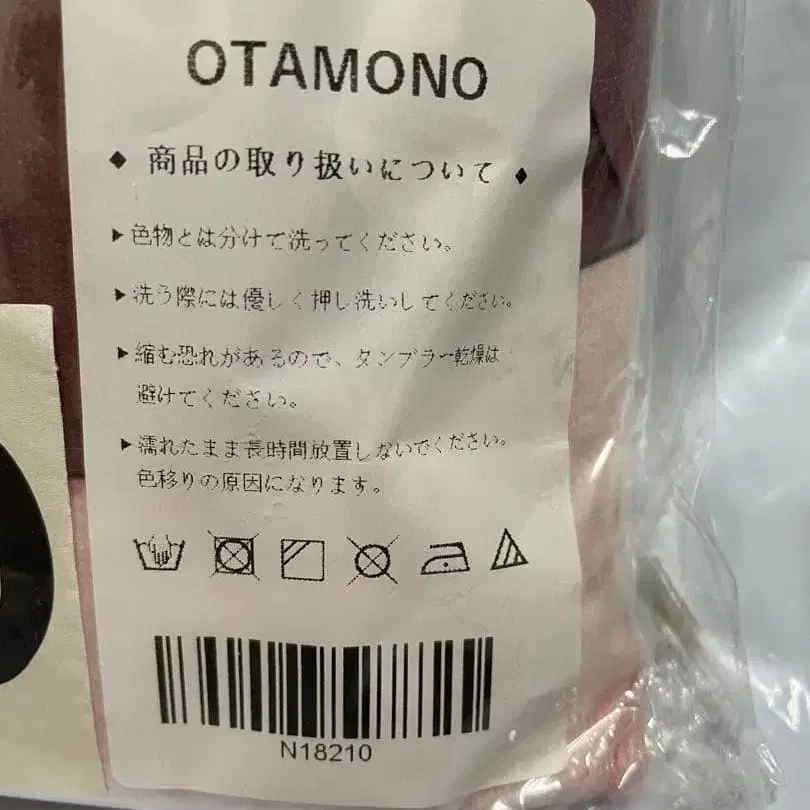 OTAMONO
◆ 商品の取り扱いについて ◆
▶色物とは分けて洗ってください。
▶洗う際には優しく押し洗いしてください。
▶縮む恐れがあるので、タンブラー乾燥は
避けてください。
▶濡れたまま長時間放置しないでください。
色移りの原因になります。
N18210